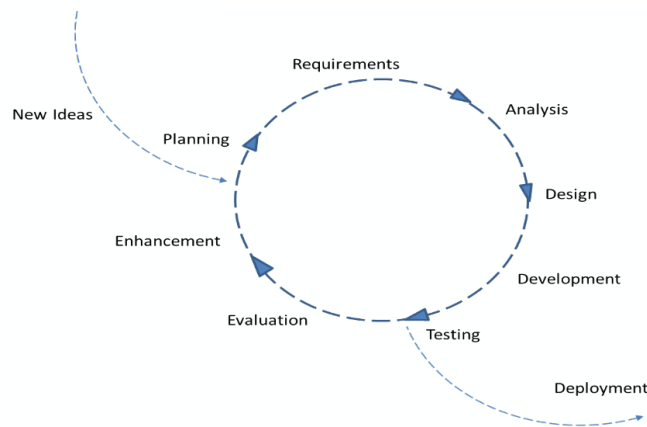 Requirements
Analysis
New Ideas
Planning
Design
Enhancement
Development
Evaluation
Testing
Deployment